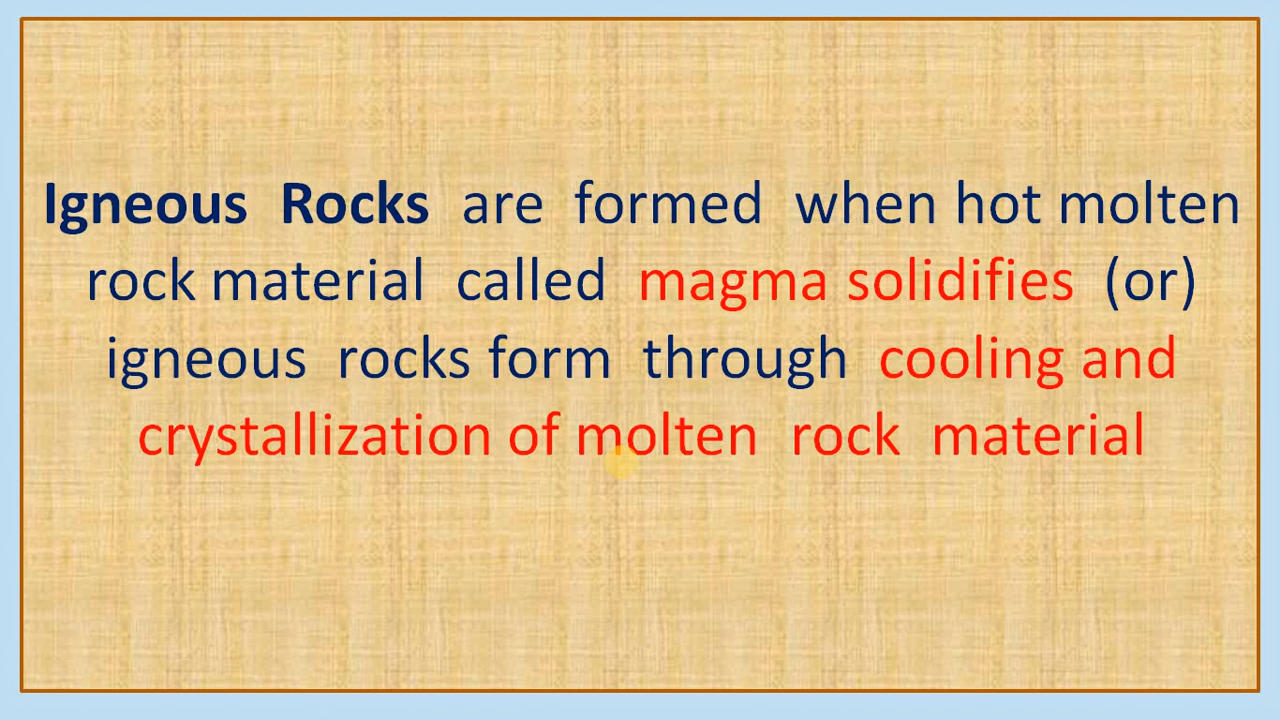 Igneous Rocks are formed when hot molten
rock material called magma solidifies (or)
igneous rocks form through cooling and
crystallization of molten rock material